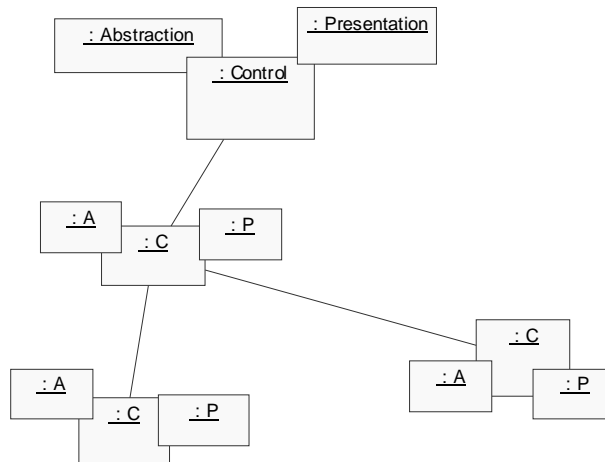 : Abstraction
: Presentation
: Control
: A
: C
: P
: A
: C
: P
: C
: A
: P